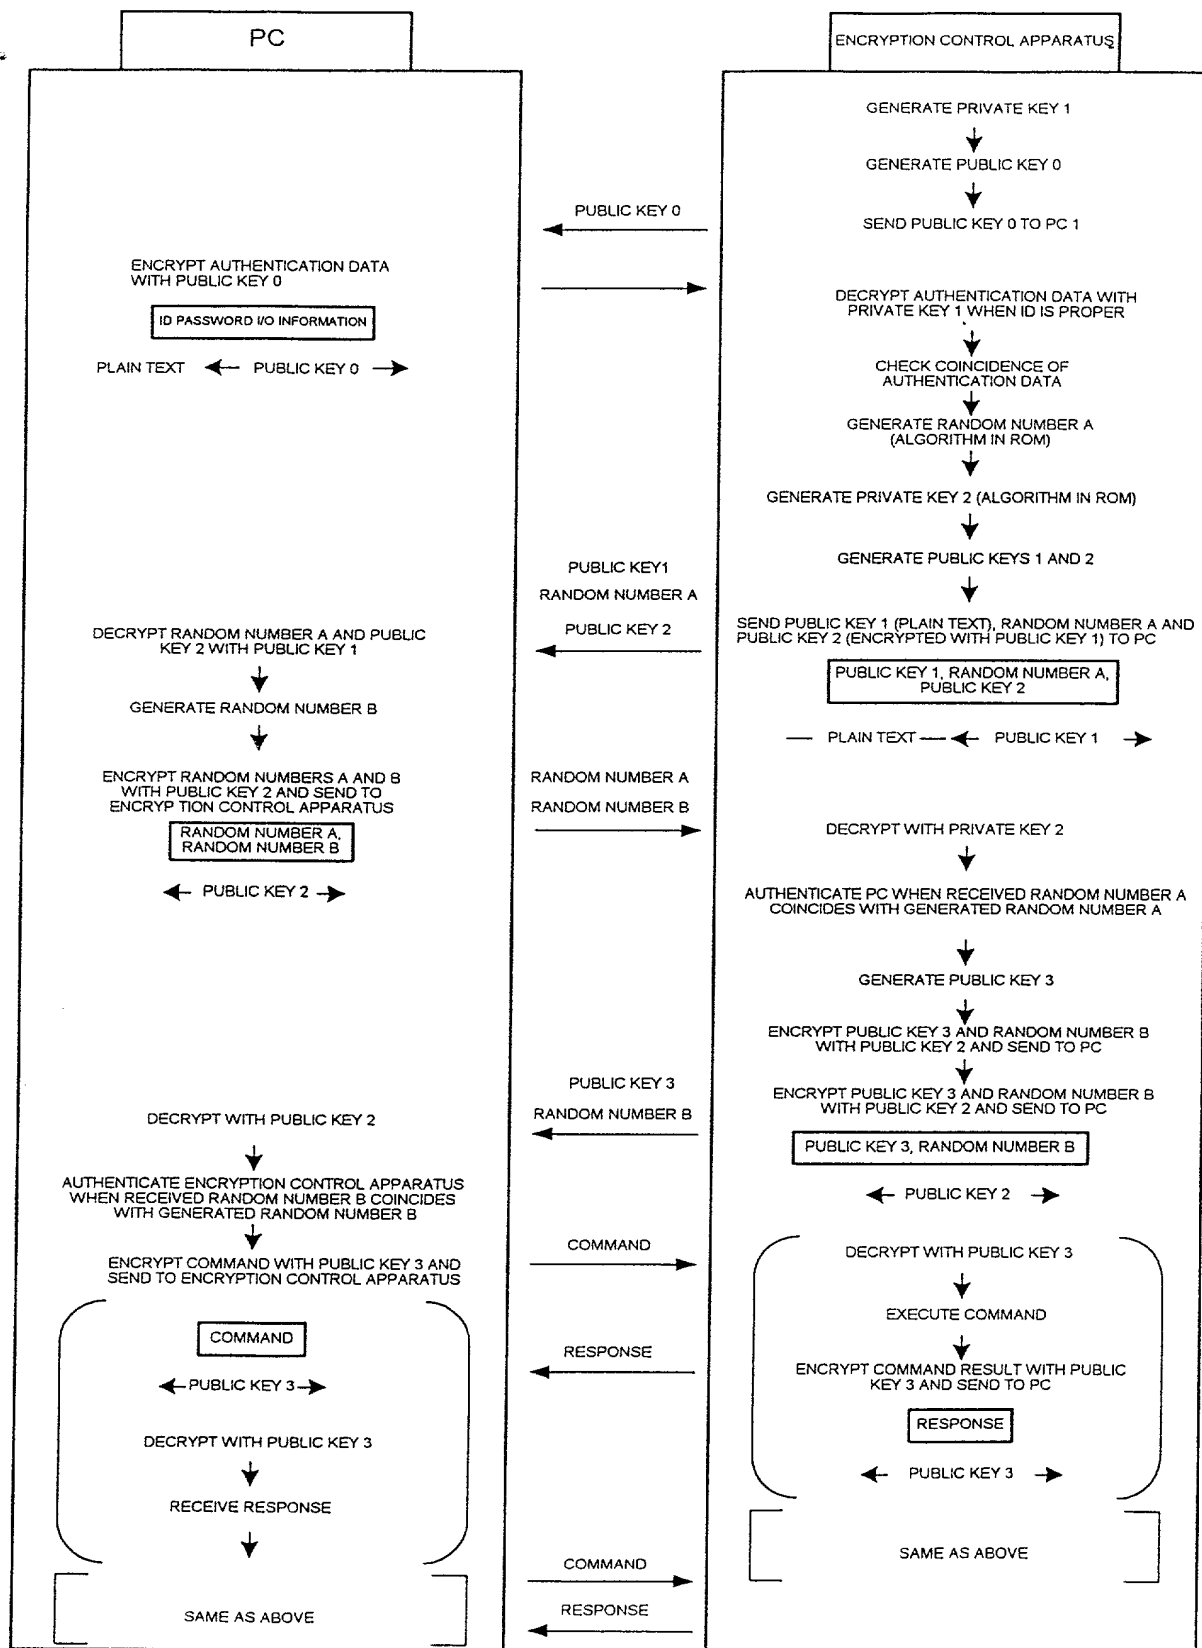 PC
ENCRYPTION CONTROL APPARATUS
GENERATE PRIVATE KEY 1
GENERATE PUBLIC KEY 0
PUBLIC KEY 0
SEND PUBLIC KEY 0 TO PC 1
ENCRYPT AUTHENTICATION DATA
WITH PUBLIC KEY 0
ID PASSWORD I/O INFORMATION
PLAIN TEXT PUBLIC KEY 0
DECRYPT AUTHENTICATION DATA WITH
PRIVATE KEY 1 WHEN ID IS PROPER
CHECK COINCIDENCE OF
AUTHENTICATION DATA
GENERATE RANDOM NUMBER A
(ALGORITHM IN ROM)
GENERATE PRIVATE KEY 2 (ALGORITHM IN ROM)
GENERATE PUBLIC KEYS 1 AND 2
PUBLIC KEY1
RANDOM NUMBER A
PUBLIC KEY 2
SEND PUBLIC KEY 1 (PLAIN TEXT), RANDOM NUMBER A AND
PUBLIC KEY 2 (ENCRYPTED WITH PUBLIC KEY 1) TO PC
PUBLIC KEY 1, RANDOM NUMBER A,
PUBLIC KEY 2
PLAIN TEXT PUBLIC KEY 1
DECRYPT RANDOM NUMBER A AND PUBLIC
KEY 2 WITH PUBLIC KEY 1
GENERATE RANDOM NUMBER B
ENCRYPT RANDOM NUMBERS A AND B
WITH PUBLIC KEY 2 AND SEND TO
ENCRYP TION CONTROL APPARATUS
RANDOM NUMBER A,
RANDOM NUMBER B
PUBLIC KEY 2
RANDOM NUMBER A
RANDOM NUMBER B
DECRYPT WITH PRIVATE KEY 2
AUTHENTICATE PC WHEN RECEIVED RANDOM NUMBER A
COINCIDES WITH GENERATED RANDOM NUMBER A
GENERATE PUBLIC KEY 3
ENCRYPT PUBLIC KEY 3 AND RANDOM NUMBER B
WITH PUBLIC KEY 2 AND SEND TO PC
ENCRYPT PUBLIC KEY 3 AND RANDOM NUMBER B
WITH PUBLIC KEY 2 AND SEND TO PC
PUBLIC KEY 3, RANDOM NUMBER B
PUBLIC KEY 2
PUBLIC KEY 3
RANDOM NUMBER B
DECRYPT WITH PUBLIC KEY 2
AUTHENTICATE ENCRYPTION CONTROL APPARATUS
WHEN RECEIVED RANDOM NUMBER B COINCIDES
WITH GENERATED RANDOM NUMBER B
ENCRYPT COMMAND WITH PUBLIC KEY 3 AND
SEND TO ENCRYPTION CONTROL APPARATUS
COMMAND
PUBLIC KEY 3
DECRYPT WITH PUBLIC KEY 3
RECEIVE RESPONSE
COMMAND
RESPONSE
DECRYPT WITH PUBLIC KEY 3
EXECUTE COMMAND
ENCRYPT COMMAND RESULT WITH PUBLIC
KEY 3 AND SEND TO PC
RESPONSE
PUBLIC KEY 3
SAME AS ABOVE
COMMAND
RESPONSE
SAME AS ABOVE